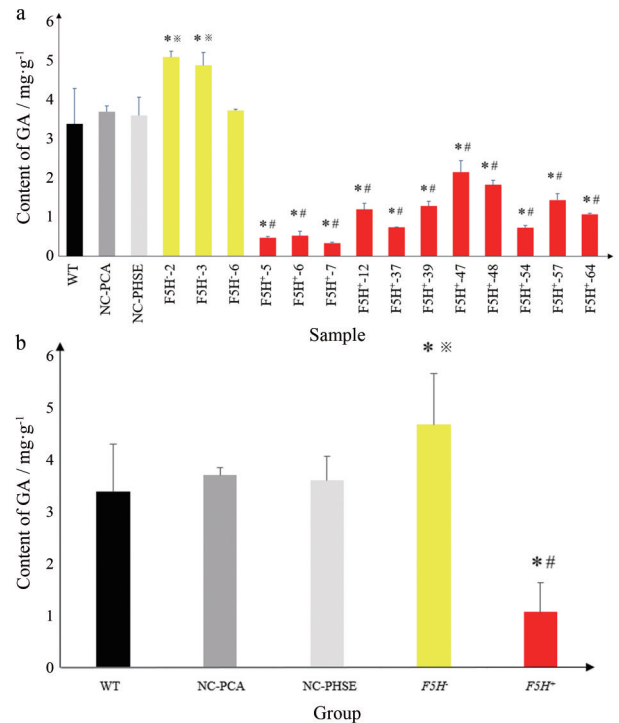 a
Content of GA / mg·g⁻¹
6
5
4
3
2
1
0
*※ *※ *# *# *# *# *# *# *# *# *# *# *#
WT NC-PCA NC-PHSE F5H⁻-2 F5H⁻-3 F5H⁻-6 F5H⁺-5 F5H⁺-6 F5H⁺-7 F5H⁺-12 F5H⁺-37 F5H⁺-39 F5H⁺-47 F5H⁺-48 F5H⁺-54 F5H⁺-57 F5H⁺-64
Sample
b
Content of GA / mg·g⁻¹
6
5
4
3
2
1
0
* ※ *#
WT NC-PCA NC-PHSE F5H⁻ F5H⁺
Group